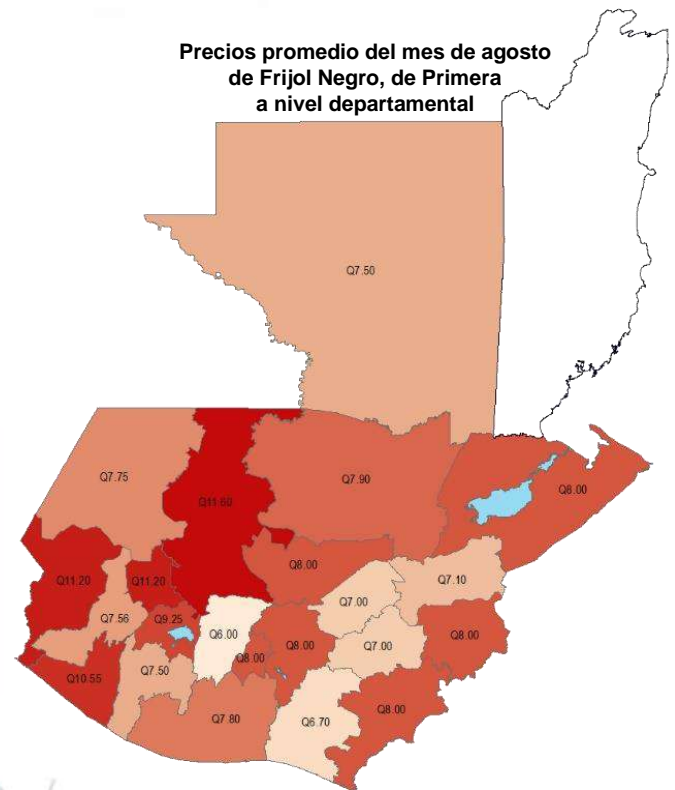 Precios promedio del mes de agosto
de Frijol Negro, de Primera
a nivel departamental
Q7.50
Q7.75
Q11.60
Q7.90
Q8.00
Q11.20
Q11.20
Q8.00
Q7.10
Q7.00
Q7.56
Q9.25
Q6.00
Q8.00
Q8.00
Q7.00
Q8.00
Q10.55
Q7.50
Q7.80
Q6.70
Q8.00